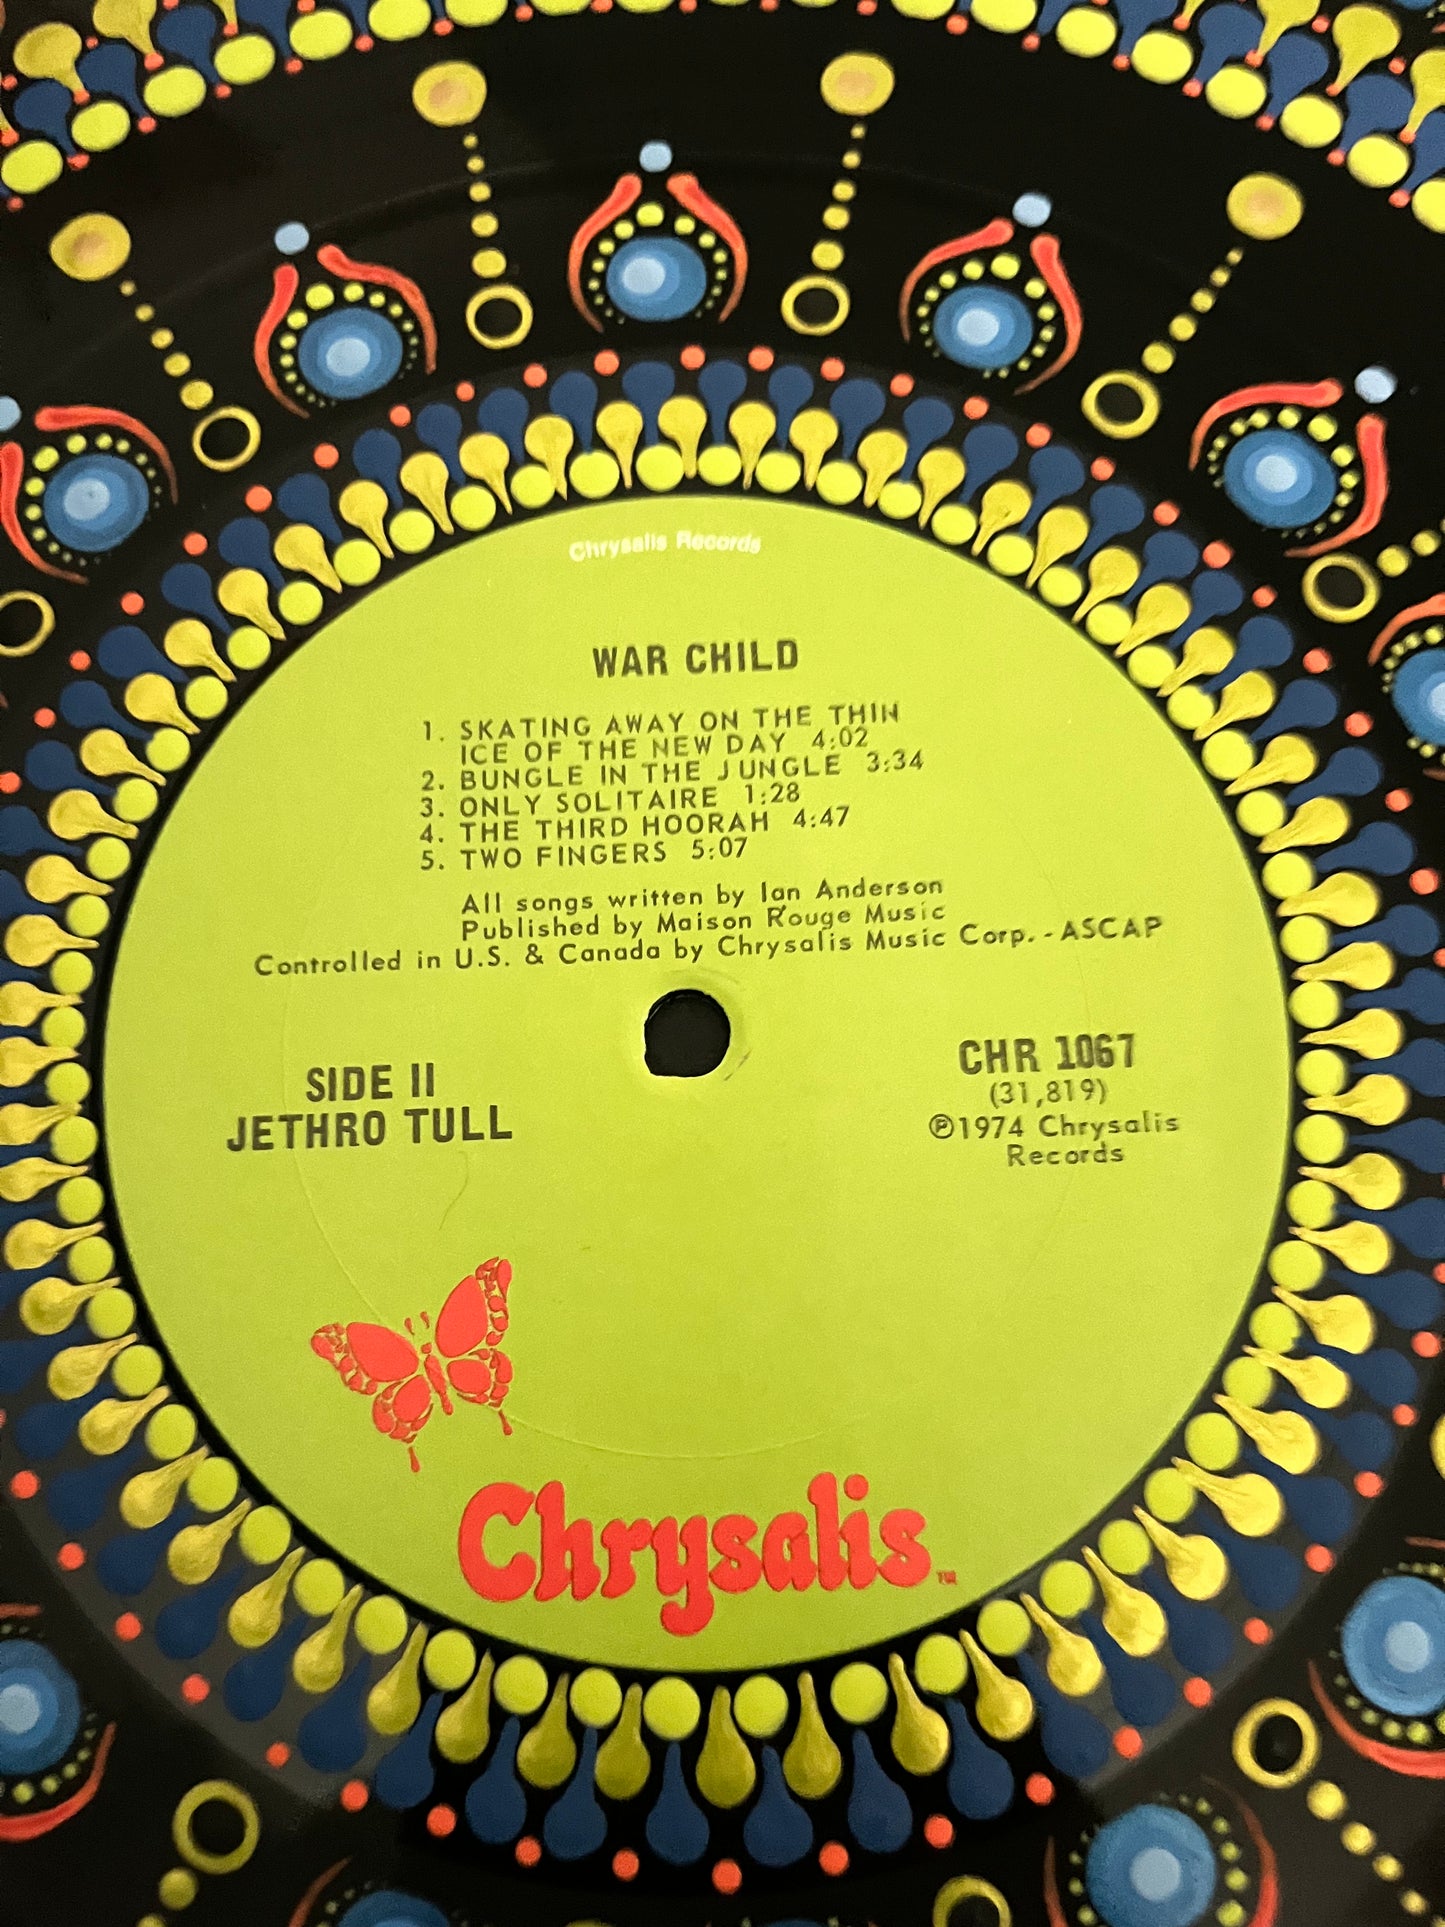 Chrysalis Records
WAR CHILD
1. SKATING AWAY ON THE THIN
ICE OF THE NEW DAY 4:02
2. BUNGLE IN THE JUNGLE 3:34
3. ONLY SOLITAIRE 1:28
4. THE THIRD HOORAH 4:47
5. TWO FINGERS 5:07
All songs written by Ian Anderson
Published by Maison Rouge Music
Controlled in U.S. & Canada by Chrysalis Music Corp. - ASCAP
SIDE II
JETHRO TULL
CHR 1067
(31,819)
℗1974 Chrysalis
Records
Chrysalis TM